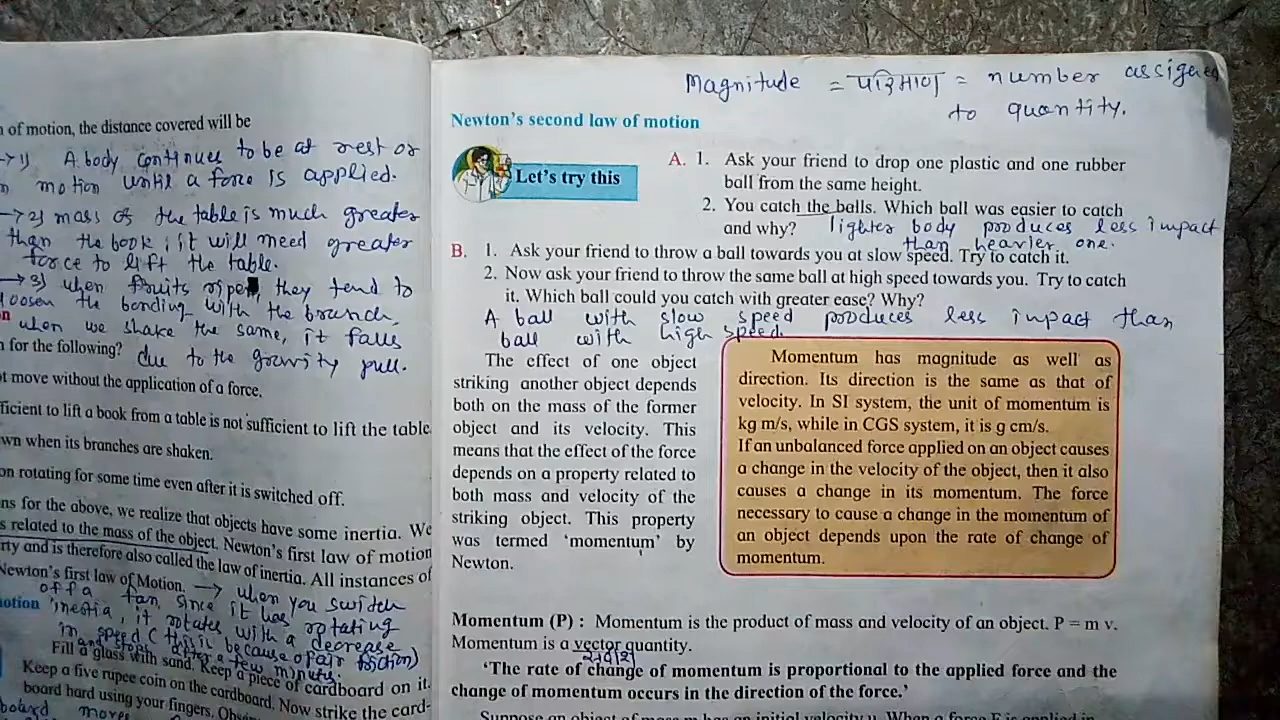 n of motion, the distance covered will be
→ 1) A body continues to be at rest or
n motion until a force is applied.
→ 2) mass of the table is much greater
than the book, it will need greater
force to lift the table.
→ 3) when fruits ripen, they tend to
loosen the bonding with the branch,
when we shake the same, it falls
n for the following? due to the gravity pull.
ot move without the application of a force.
ficient to lift a book from a table is not sufficient to lift the table.
wn when its branches are shaken.
on rotating for some time even after it is switched off.
ns for the above, we realize that objects have some inertia. We
s related to the mass of the object. Newton's first law of motion
rty and is therefore also called the law of inertia. All instances of
Newton's first law of Motion. → when you switch
off a fan, since it has rotating
otion inertia, it rotates with a decrease
in speed (this is because of air friction)
and stops after a few minutes.
Fill a glass with sand. Keep a piece of cardboard on it.
Keep a five rupee coin on the cardboard. Now strike the card-
board hard using your fingers.
board moves
Magnitude = परिमाण = number assigned
to quantity.
Newton's second law of motion
Let's try this
A. 1. Ask your friend to drop one plastic and one rubber
ball from the same height.
2. You catch the balls. Which ball was easier to catch
and why? lighter body produces less impact
than heavier one.
B. 1. Ask your friend to throw a ball towards you at slow speed. Try to catch it.
2. Now ask your friend to throw the same ball at high speed towards you. Try to catch
it. Which ball could you catch with greater ease? Why?
A ball with slow speed produces less impact than
ball with high speed.
The effect of one object
striking another object depends
both on the mass of the former
object and its velocity. This
means that the effect of the force
depends on a property related to
both mass and velocity of the
striking object. This property
was termed 'momentum' by
Newton.
Momentum has magnitude as well as
direction. Its direction is the same as that of
velocity. In SI system, the unit of momentum is
kg m/s, while in CGS system, it is g cm/s.
If an unbalanced force applied on an object causes
a change in the velocity of the object, then it also
causes a change in its momentum. The force
necessary to cause a change in the momentum of
an object depends upon the rate of change of
momentum.
Momentum (P) : Momentum is the product of mass and velocity of an object. P = m v.
Momentum is a vector quantity.
'The rate of change of momentum is proportional to the applied force and the
change of momentum occurs in the direction of the force.'
Suppose an object of mass m has an initial velocity u. When a force F is applied in